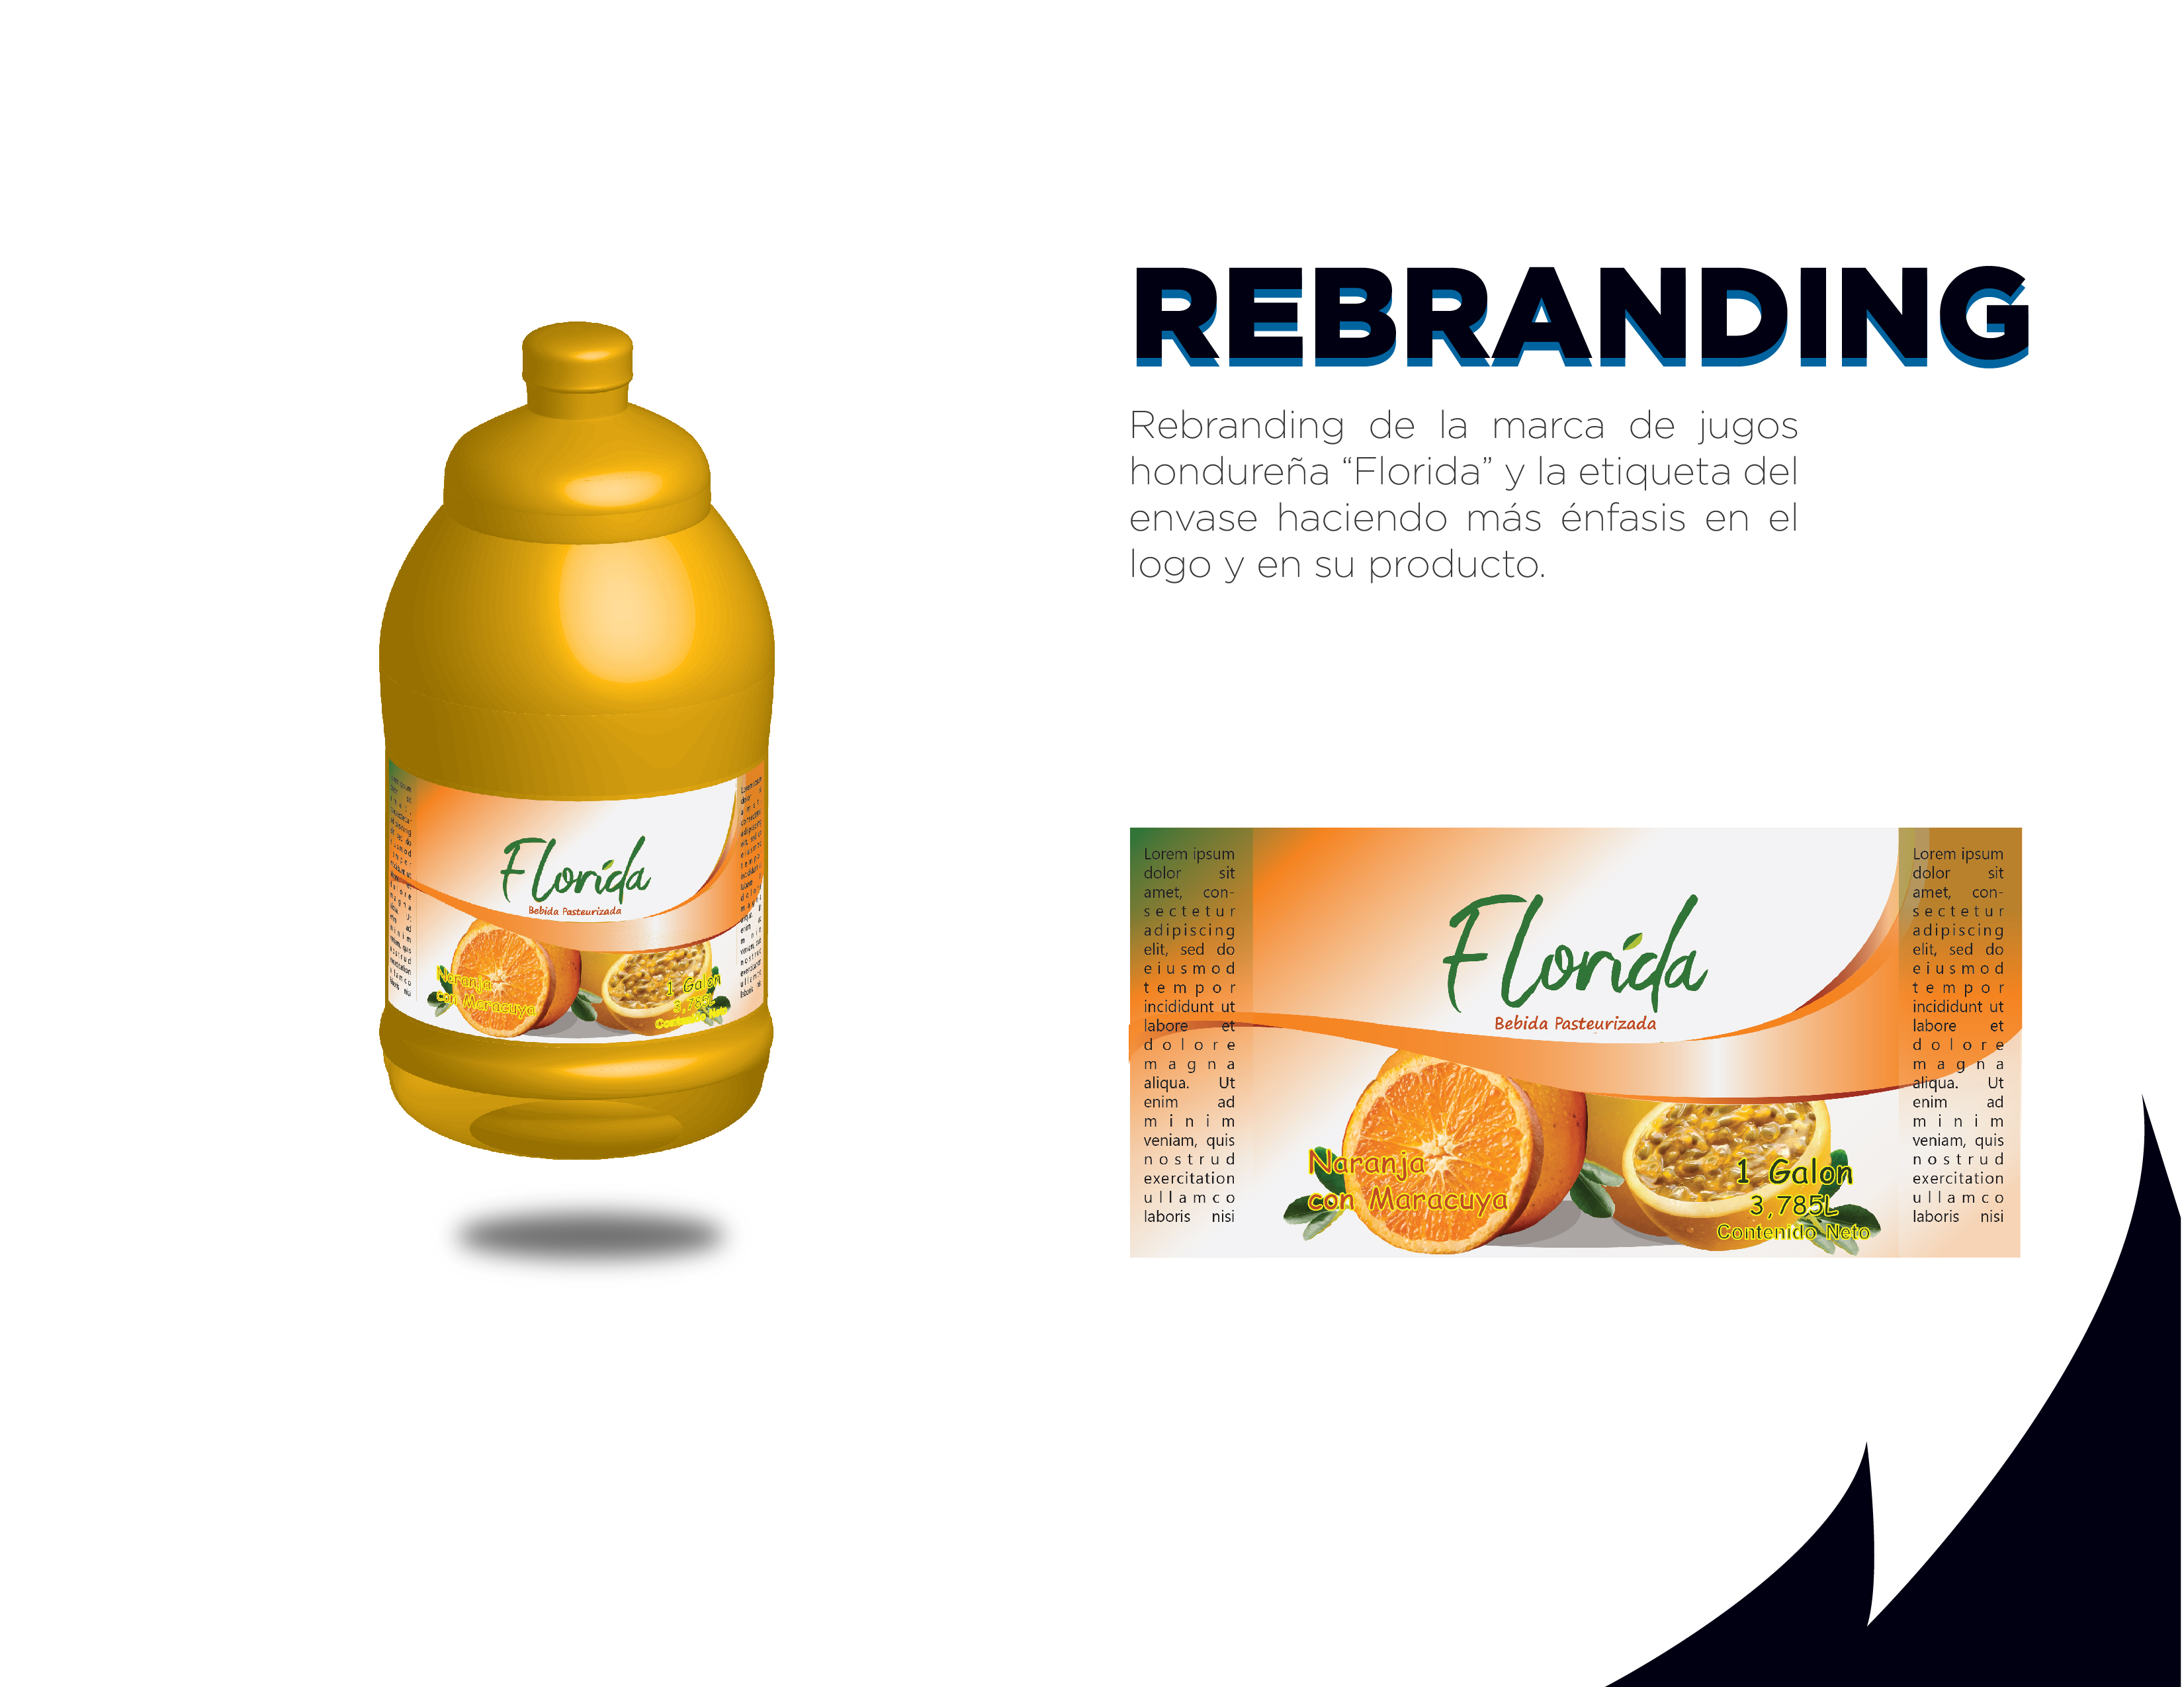 REBRANDING
Rebranding de la marca de jugos
hondureña “Florida” y la etiqueta del
envase haciendo más énfasis en el
logo y en su producto.
Florida
Bebida Pasteurizada
Naranja
con Maracuya
1 Galon
3,785L
Contenido Neto
Lorem ipsum
dolor sit
amet, con-
sectetur
adipiscing
elit, sed do
eiusmod
tempor
incididunt ut
labore et
dolore
magna
aliqua. Ut
enim ad
minim
veniam, quis
nostrud
exercitation
ullamco
laboris nisi
Florida
Bebida Pasteurizada
Naranja
con Maracuya
1 Galon
3,785L
Contenido Neto
Lorem ipsum
dolor sit
amet, con-
sectetur
adipiscing
elit, sed do
eiusmod
tempor
incididunt ut
labore et
dolore
magna
aliqua. Ut
enim ad
minim
veniam, quis
nostrud
exercitation
ullamco
laboris nisi